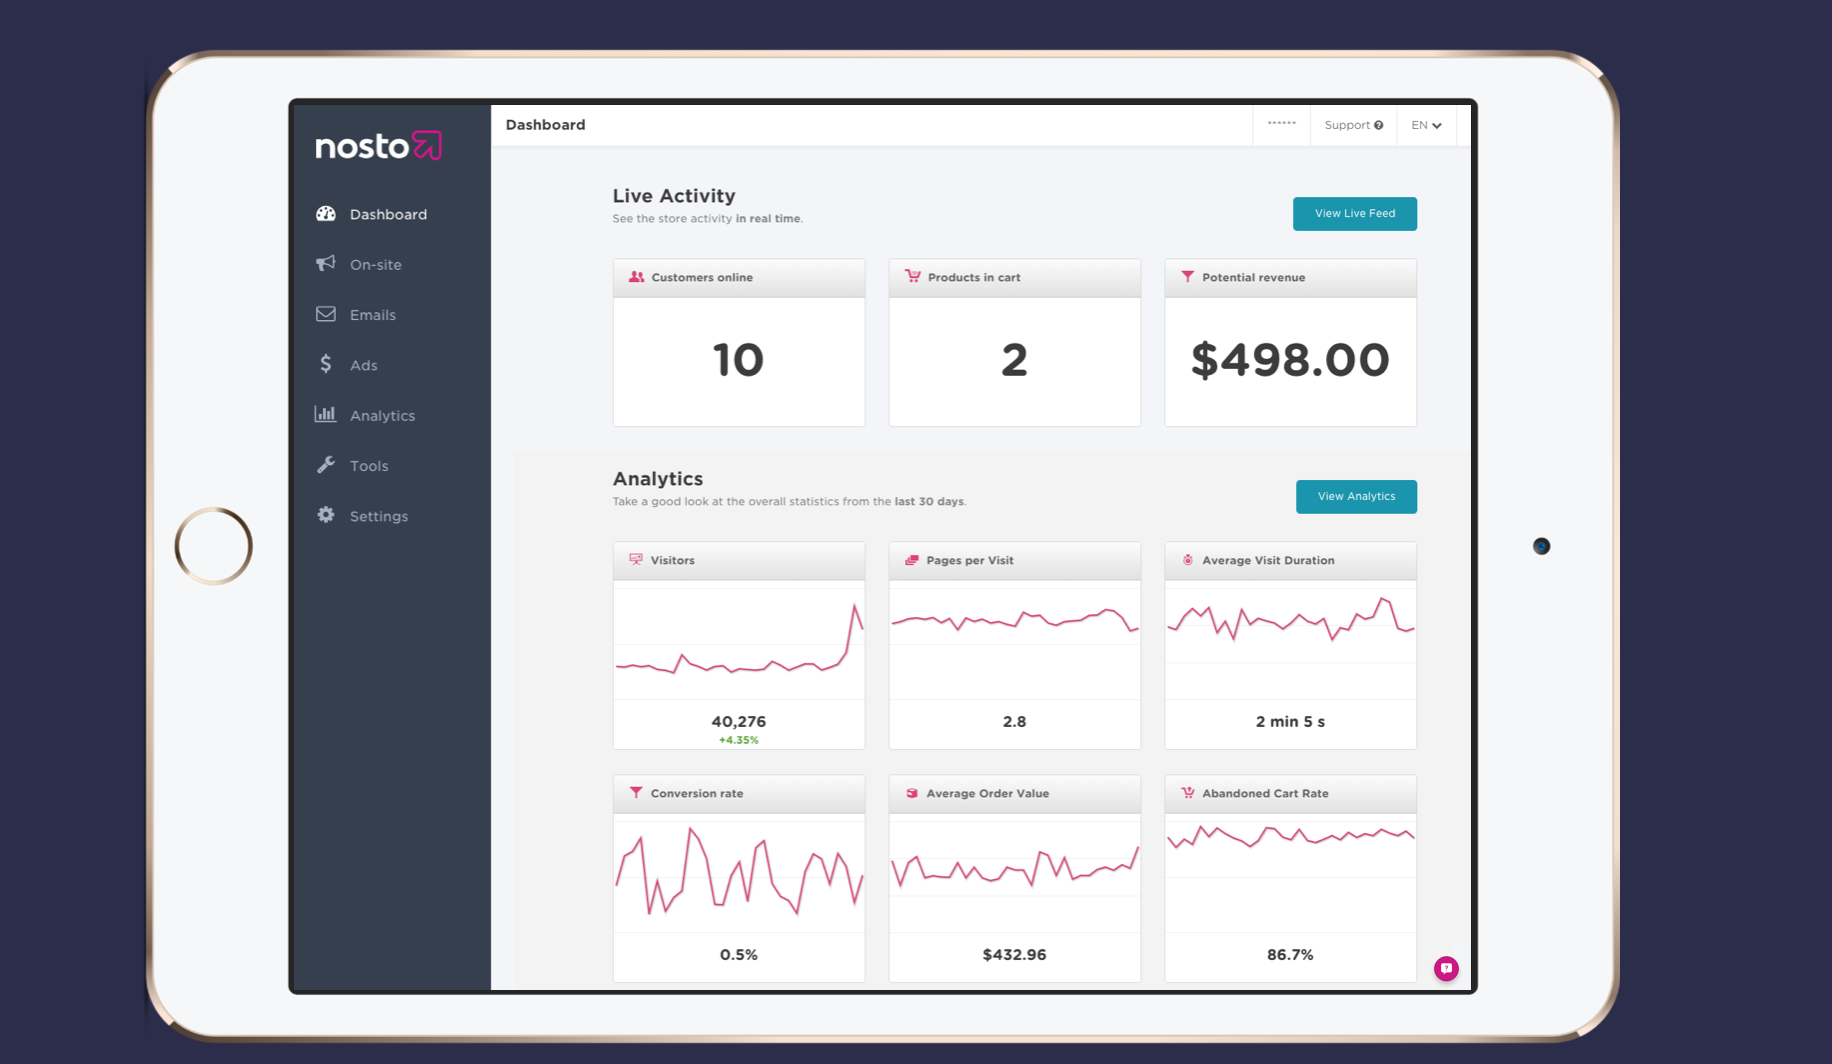 nosto
Dashboard
On-site
Emails
Ads
Analytics
Tools
Settings
Dashboard
Support
EN
Live Activity
See the store activity in real time.
View Live Feed
Customers online
10
Products in cart
2
Potential revenue
$498.00
Analytics
Take a good look at the overall statistics from the last 30 days.
View Analytics
Visitors
40,276
+4.35%
Pages per Visit
2.8
Average Visit Duration
2 min 5 s
Conversion rate
0.5%
Average Order Value
$432.96
Abandoned Cart Rate
86.7%